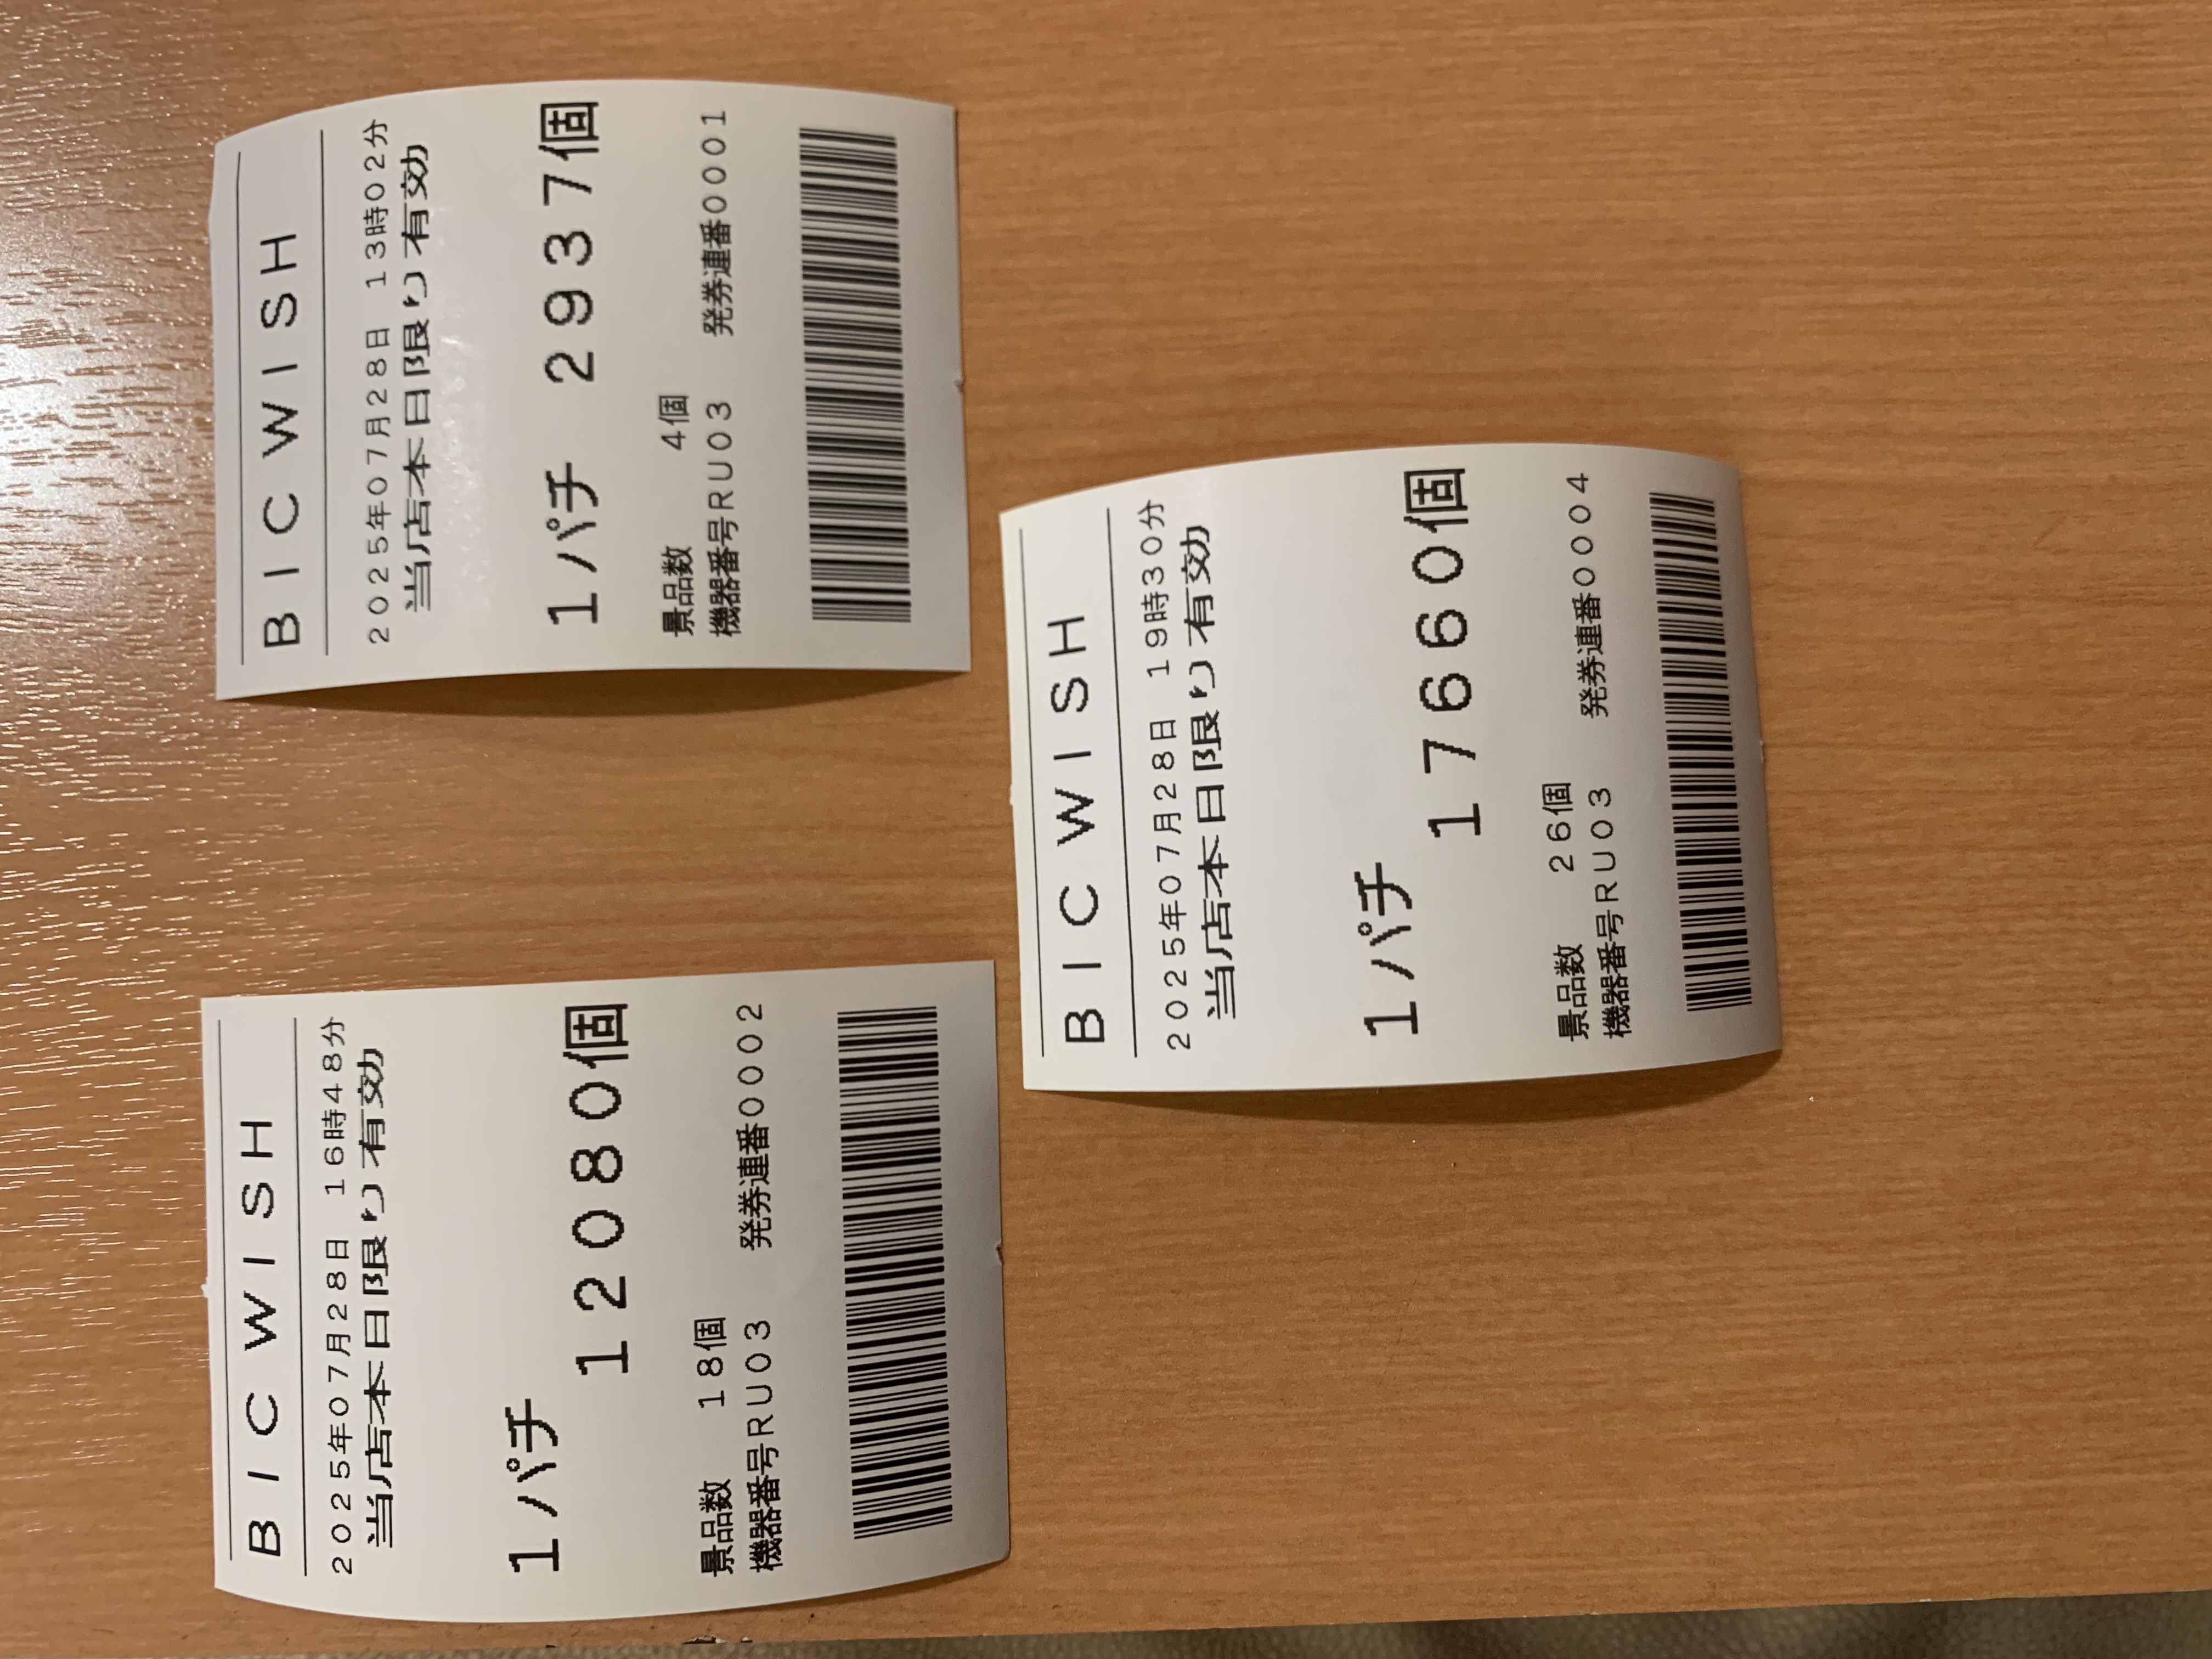 BIC WISH
2025年07月28日 16時48分
当店本日限り有効
1パチ
12080個
景品数 18個
機器番号RU03 発券連番0002
BIC WISH
2025年07月28日 13時02分
当店本日限り有効
1パチ 2937個
景品数 4個
機器番号RU03 発券連番0001
BIC WISH
2025年07月28日 19時30分
当店本日限り有効
1パチ
17660個
景品数 26個
機器番号RU03 発券連番0004